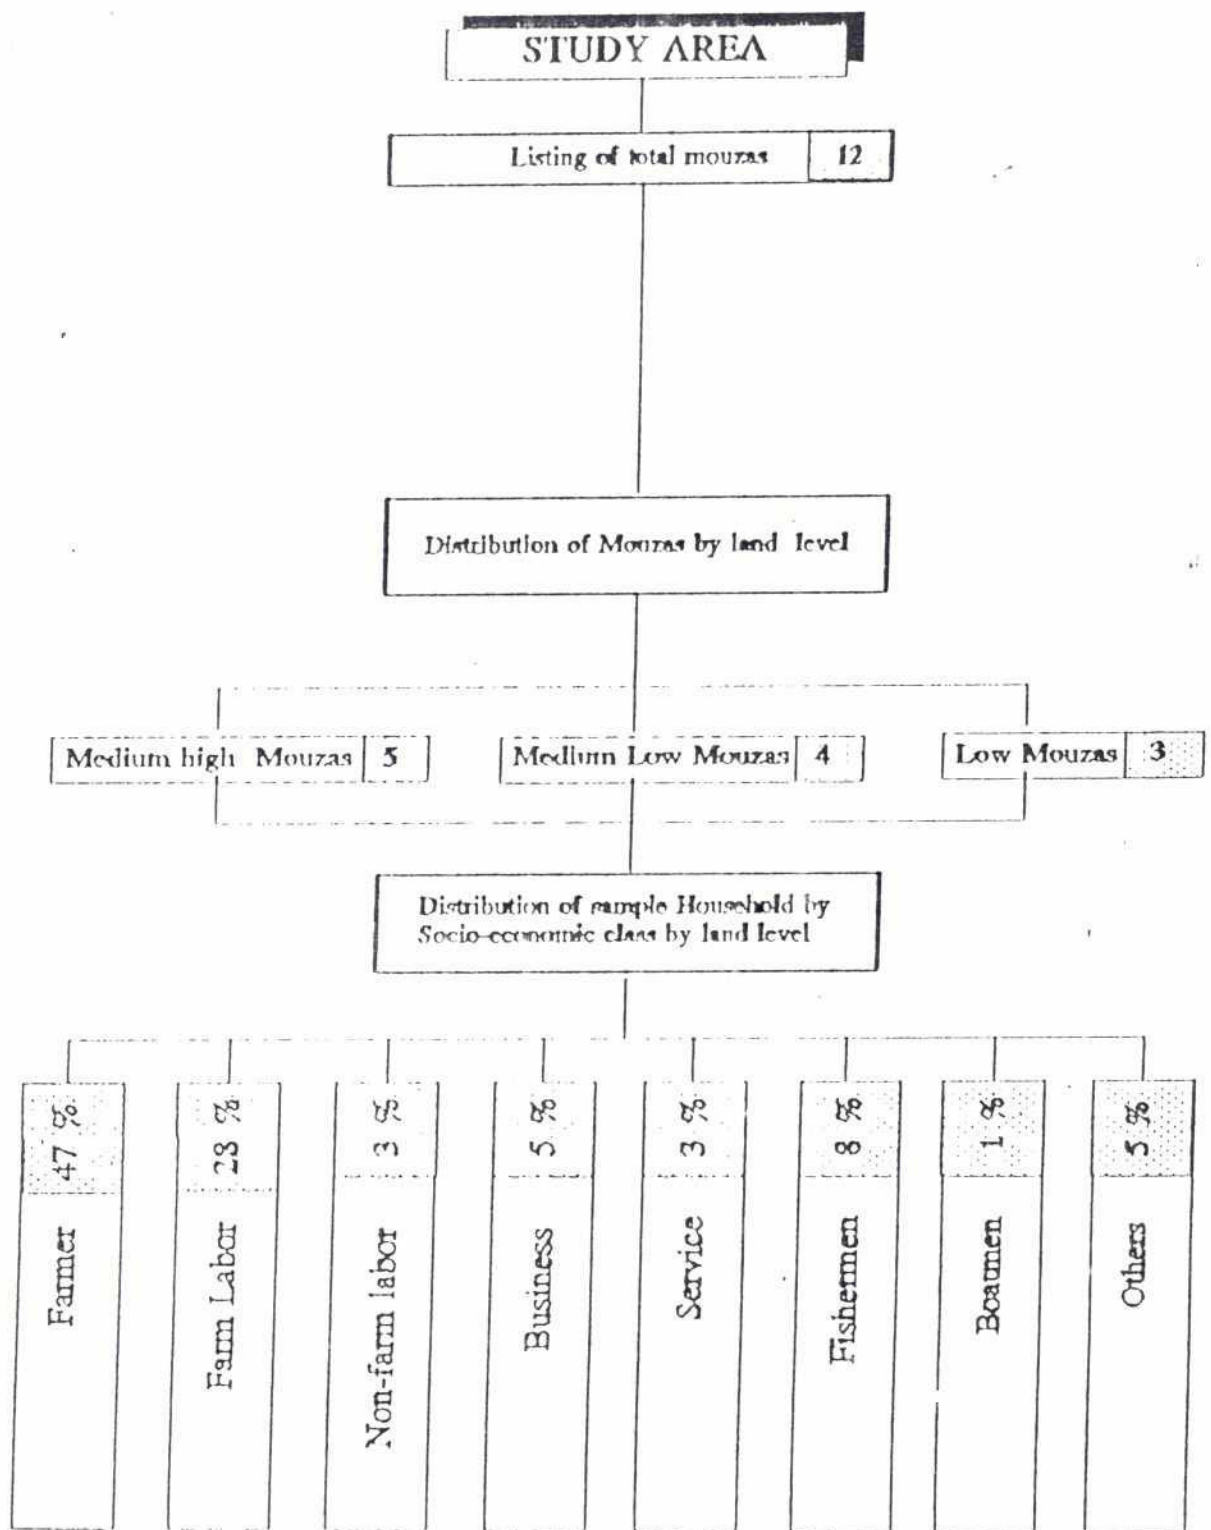 STUDY AREA
Listing of total mouzas 12
Distribution of Mouzas by land level
Medium high Mouzas 5
Medium Low Mouzas 4
Low Mouzas 3
Distribution of sample Household by
Socio-economic class by land level
47 %
Farmer
28 %
Farm Labor
3 %
Non-farm labor
5 %
Business
3 %
Service
8 %
Fishermen
1 %
Boatmen
5 %
Others